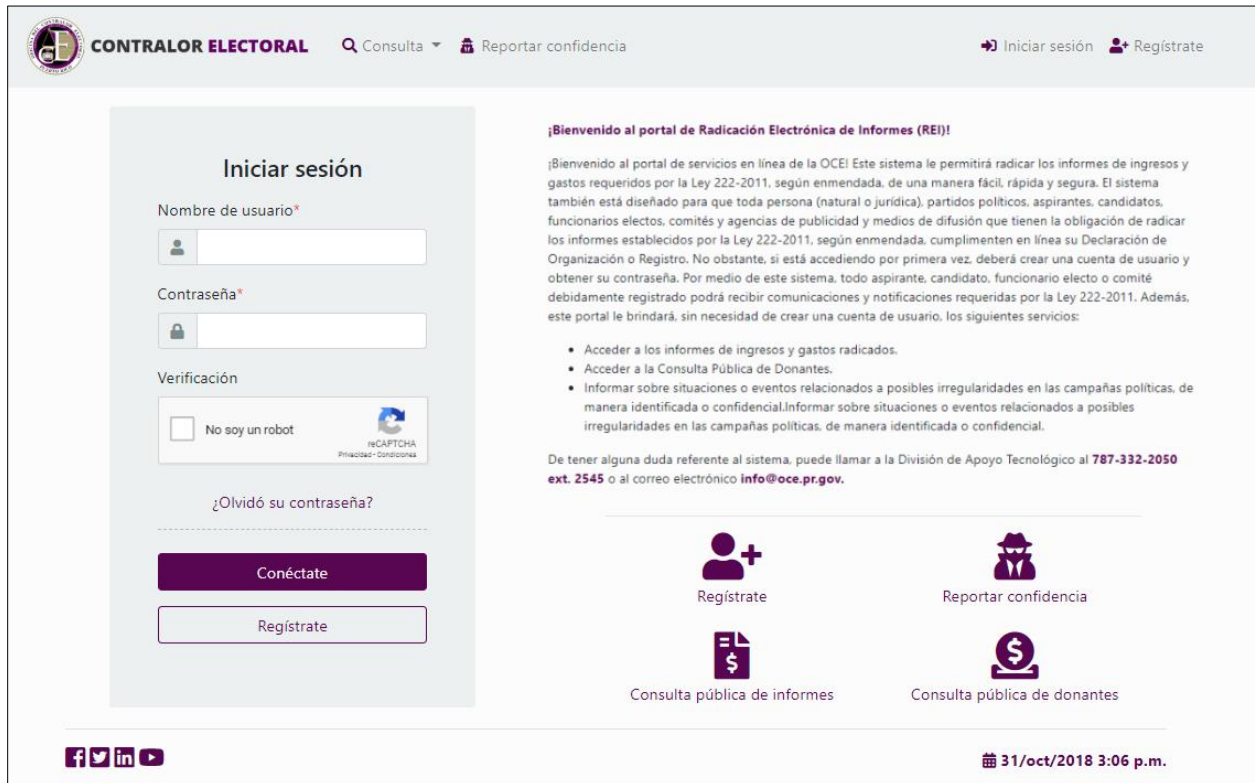 CONTRALOR ELECTORAL
Consulta
Reportar confidencia
Iniciar sesión
Regístrate
Iniciar sesión
Nombre de usuario*
Contraseña*
Verificación
No soy un robot
reCAPTCHA
Privacidad - Condiciones
¿Olvidó su contraseña?
Conéctate
Regístrate
¡Bienvenido al portal de Radicación Electrónica de Informes (REI)!
¡Bienvenido al portal de servicios en línea de la OCE! Este sistema le permitirá radicar los informes de ingresos y
gastos requeridos por la Ley 222-2011, según enmendada, de una manera fácil, rápida y segura. El sistema
también está diseñado para que toda persona (natural o jurídica), partidos políticos, aspirantes, candidatos,
funcionarios electos, comités y agencias de publicidad y medios de difusión que tienen la obligación de radicar
los informes establecidos por la Ley 222-2011, según enmendada, cumplimenten en línea su Declaración de
Organización o Registro. No obstante, si está accediendo por primera vez, deberá crear una cuenta de usuario y
obtener su contraseña. Por medio de este sistema, todo aspirante, candidato, funcionario electo o comité
debidamente registrado podrá recibir comunicaciones y notificaciones requeridas por la Ley 222-2011. Además,
este portal le brindará, sin necesidad de crear una cuenta de usuario, los siguientes servicios:
• Acceder a los informes de ingresos y gastos radicados.
• Acceder a la Consulta Pública de Donantes.
• Informar sobre situaciones o eventos relacionados a posibles irregularidades en las campañas políticas, de
manera identificada o confidencial.Informar sobre situaciones o eventos relacionados a posibles
irregularidades en las campañas políticas, de manera identificada o confidencial.
De tener alguna duda referente al sistema, puede llamar a la División de Apoyo Tecnológico al 787-332-2050
ext. 2545 o al correo electrónico info@oce.pr.gov.
Regístrate
Reportar confidencia
Consulta pública de informes
Consulta pública de donantes
31/oct/2018 3:06 p.m.